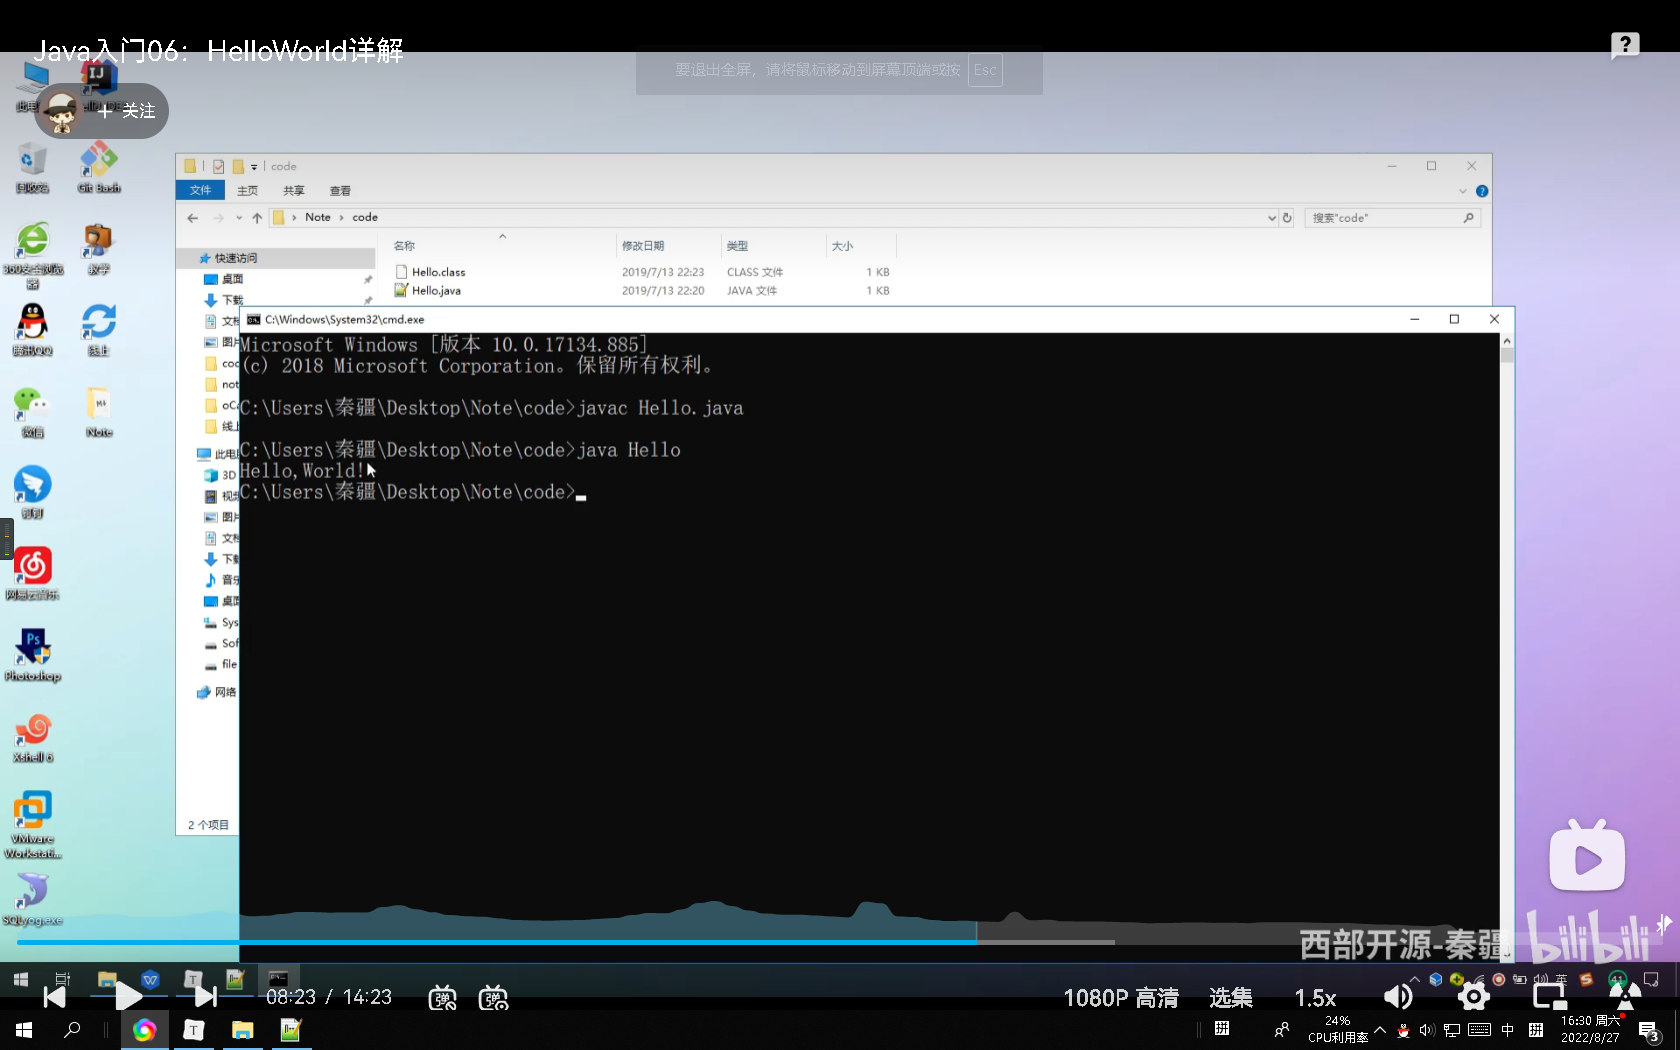 Java入门06：HelloWorld详解
要退出全屏，请将鼠标移动到屏幕顶端或按 Esc
+ 关注
回收站
Git Bash
360安全浏览器
教学
腾讯QQ
线上
微信
Note
钉钉
网易云音乐
Photoshop
Xshell 6
VMware Workstati...
SQLyog.exe
code
文件 主页 共享 查看
Note › code
搜索"code"
名称 修改日期 类型 大小
快速访问
Hello.class 2019/7/13 22:23 CLASS 文件 1 KB
桌面
Hello.java 2019/7/13 22:20 JAVA 文件 1 KB
下载
C:\Windows\System32\cmd.exe
Microsoft Windows [版本 10.0.17134.885]
(c) 2018 Microsoft Corporation。保留所有权利。
C:\Users\秦疆\Desktop\Note\code>javac Hello.java
C:\Users\秦疆\Desktop\Note\code>java Hello
Hello,World!
C:\Users\秦疆\Desktop\Note\code>
3D
Sys
file
网络
2 个项目
西部开源-秦疆
bilibili
08:23 / 14:23
1080P 高清 选集 1.5x
英
24%
CPU利用率
中
拼
16:30 周六
2022/8/27
3